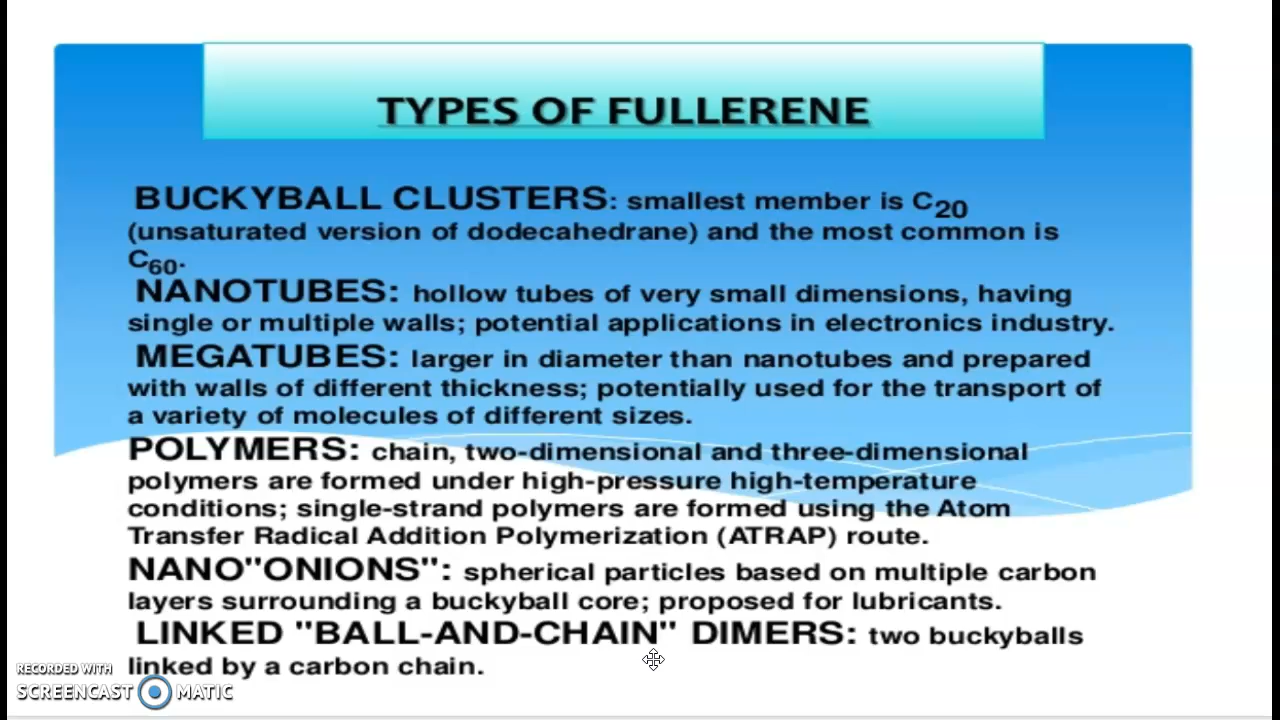 TYPES OF FULLERENE
BUCKYBALL CLUSTERS: smallest member is C20
(unsaturated version of dodecahedrane) and the most common is
C60.
NANOTUBES: hollow tubes of very small dimensions, having
single or multiple walls; potential applications in electronics industry.
MEGATUBES: larger in diameter than nanotubes and prepared
with walls of different thickness; potentially used for the transport of
a variety of molecules of different sizes.
POLYMERS: chain, two-dimensional and three-dimensional
polymers are formed under high-pressure high-temperature
conditions; single-strand polymers are formed using the Atom
Transfer Radical Addition Polymerization (ATRAP) route.
NANO"ONIONS": spherical particles based on multiple carbon
layers surrounding a buckyball core; proposed for lubricants.
LINKED "BALL-AND-CHAIN" DIMERS: two buckyballs
linked by a carbon chain.
RECORDED WITH
SCREENCAST MATIC